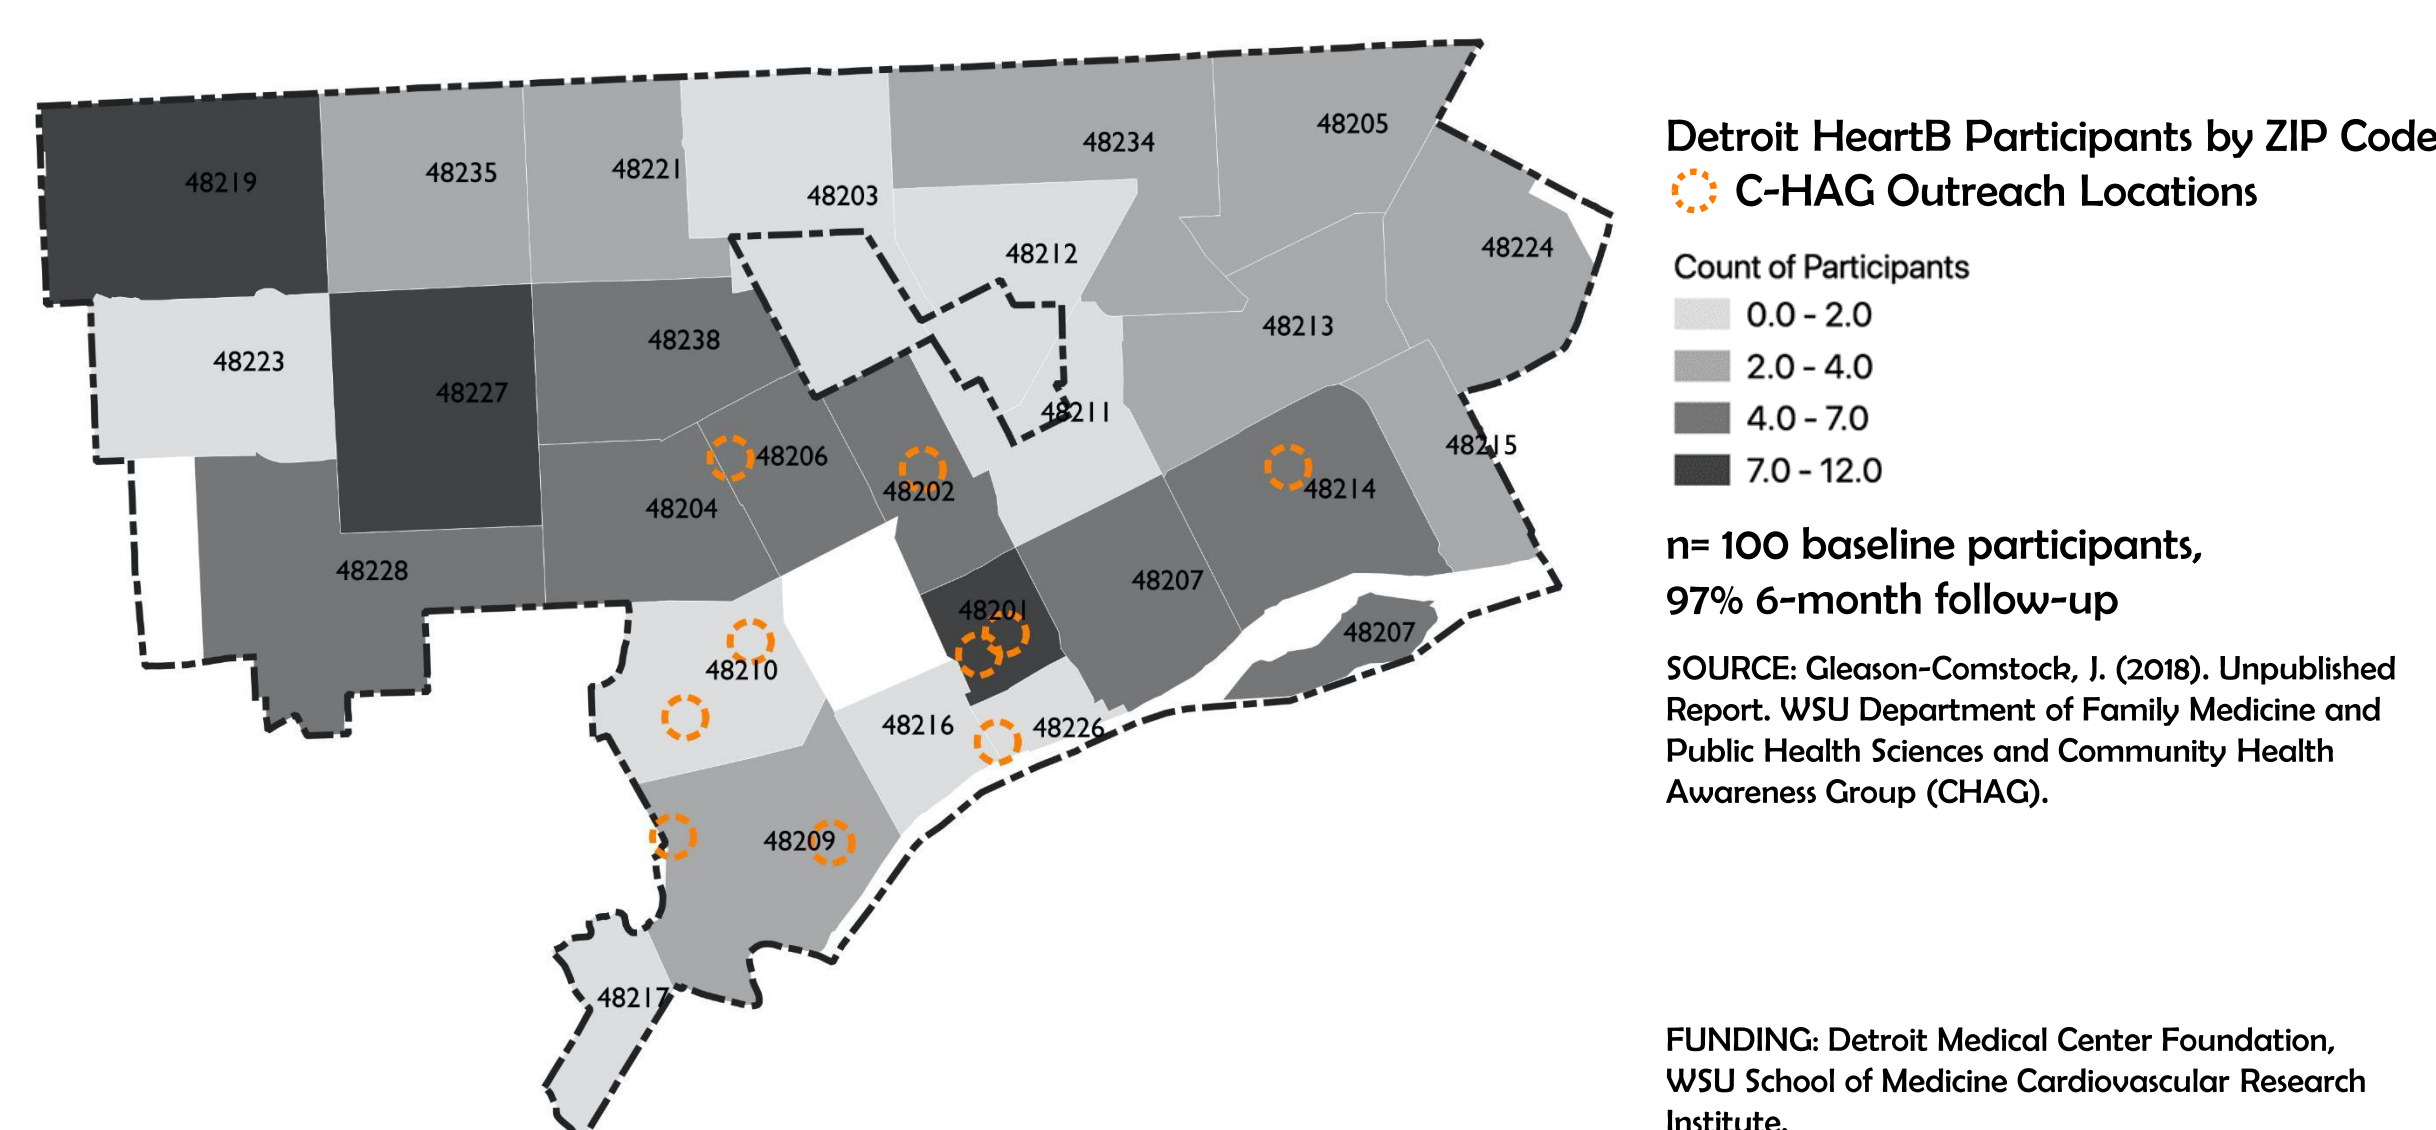 48219
48235
48221
48203
48234
48205
48212
48224
48223
48227
48238
48213
48211
48206
48202
48204
48214
48215
48228
48201
48207
48207
48210
48216
48226
48209
48217
Detroit HeartB Participants by ZIP Code
C-HAG Outreach Locations
Count of Participants
0.0 - 2.0
2.0 - 4.0
4.0 - 7.0
7.0 - 12.0
n= 100 baseline participants,
97% 6-month follow-up
SOURCE: Gleason-Comstock, J. (2018). Unpublished
Report. WSU Department of Family Medicine and
Public Health Sciences and Community Health
Awareness Group (CHAG).
FUNDING: Detroit Medical Center Foundation,
WSU School of Medicine Cardiovascular Research
Institute.